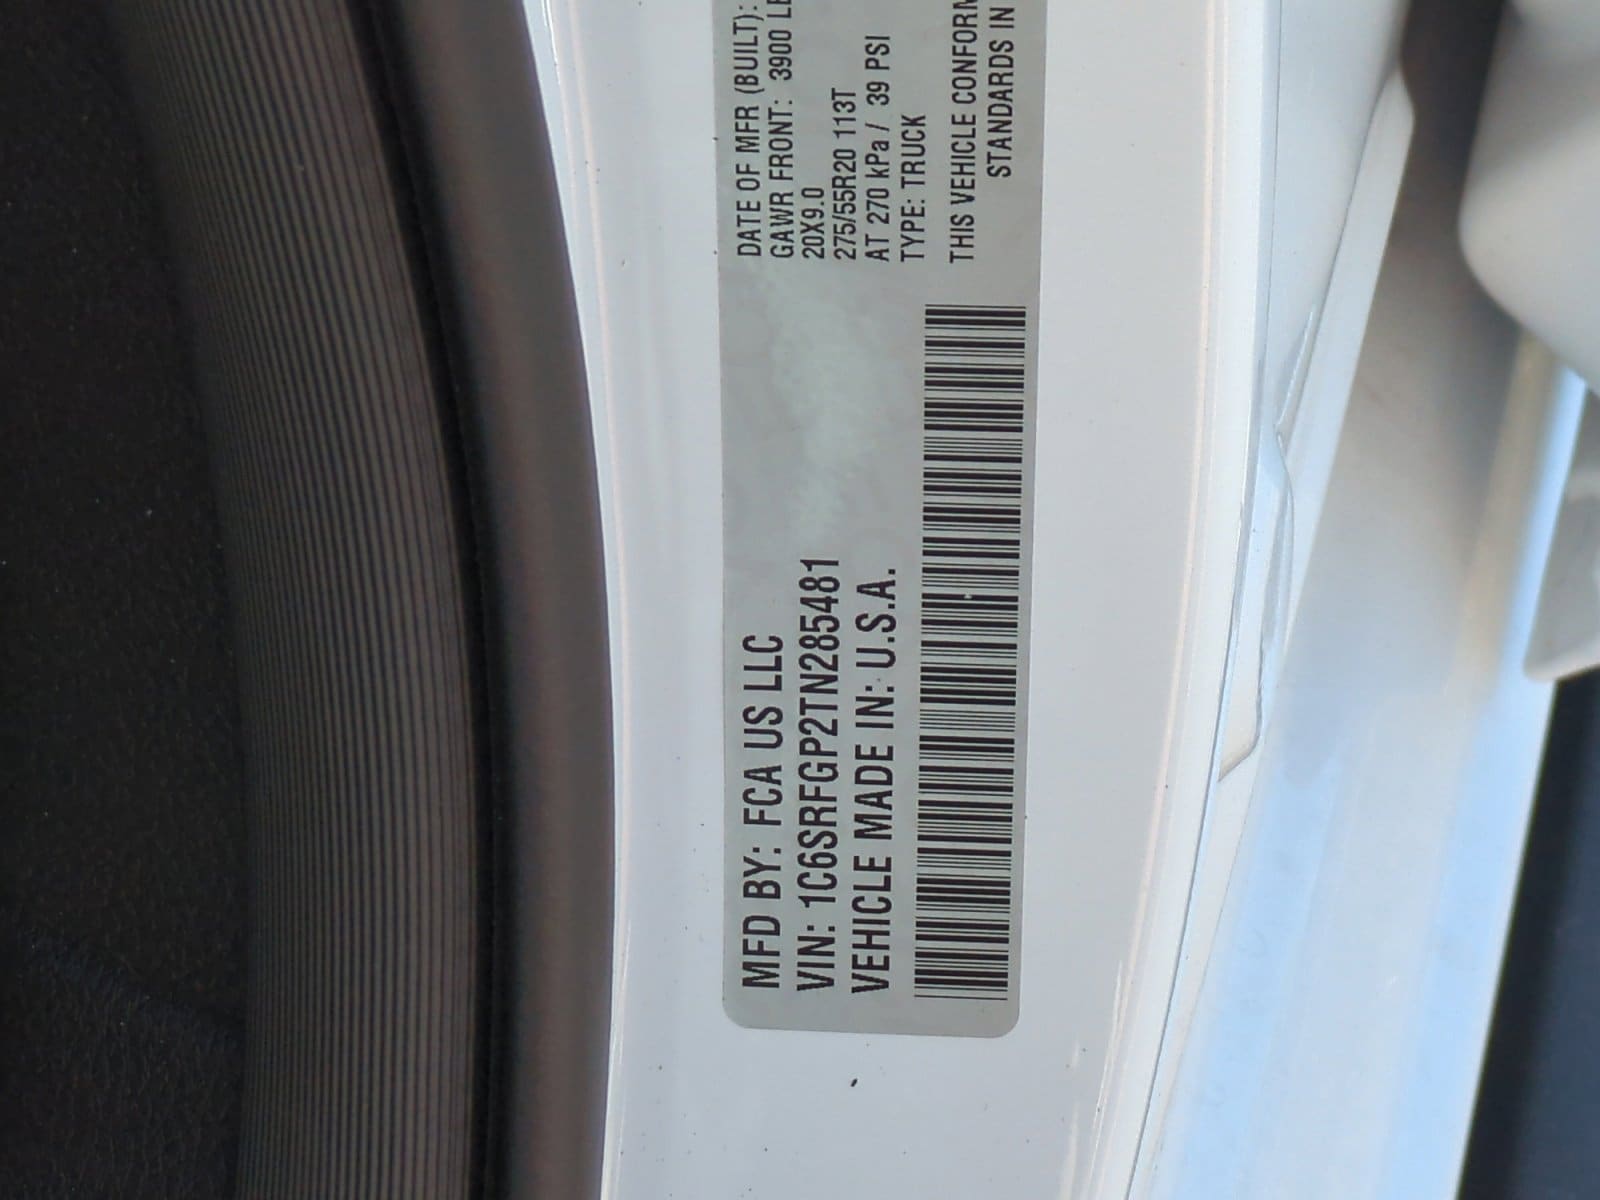 MFD BY: FCA US LLC
VIN: 1C6SRFGP2TN285481
VEHICLE MADE IN: U.S.A.
DATE OF MFR (BUILT):
GAWR FRONT: 3900
20X9.0
275/55R20 113T
AT 270 kPa / 39 PSI
TYPE: TRUCK
THIS VEHICLE
STANDARDS IN